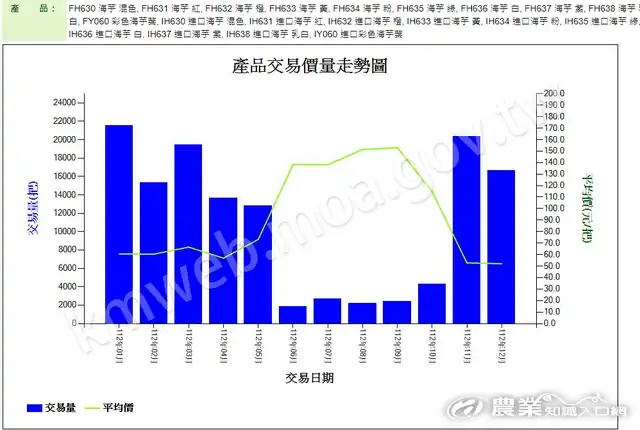 產 品： FH630 海芋 混色, FH631 海芋 紅, FH632 海芋 橙, FH633 海芋 黃, FH634 海芋 粉, FH635 海芋 綠, FH636 海芋 白, FH637 海芋 紫, FH638 海芋
白, FY060 彩色海芋葉, IH630 進口海芋 混色, IH631 進口海芋 紅, IH632 進口海芋 橙, IH633 進口海芋 黃, IH634 進口海芋 粉, IH635 進口海芋 綠,
IH636 進口海芋 白, IH637 進口海芋 紫, IH638 進口海芋 乳白, IY060 進口彩色海芋葉
產品交易價量走勢圖
交易量(把)
24000
22000
20000
18000
16000
14000
12000
10000
8000
6000
4000
2000
0
200.0
190.0
180.0
170.0
160.0
150.0
140.0
130.0
120.0
110.0
100.0
90.0
80.0
70.0
60.0
50.0
40.0
30.0
20.0
10.0
0.0
平均價(元/把)
112年01月
112年02月
112年03月
112年04月
112年05月
112年06月
112年07月
112年08月
112年09月
112年10月
112年11月
112年12月
交易日期
交易量 平均價
kmweb.moa.gov.tw
農業知識入口網